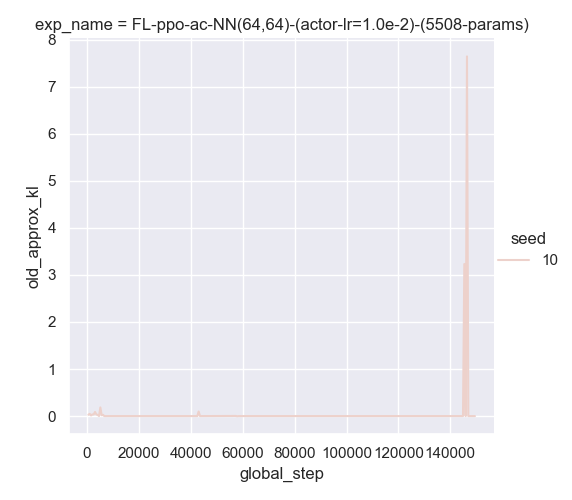 exp_name = FL-ppo-ac-NN(64,64)-(actor-lr=1.0e-2)-(5508-params)
8
7
6
5
4
3
2
1
0
old_approx_kl
0 20000 40000 60000 80000 100000 120000 140000
global_step
seed
10